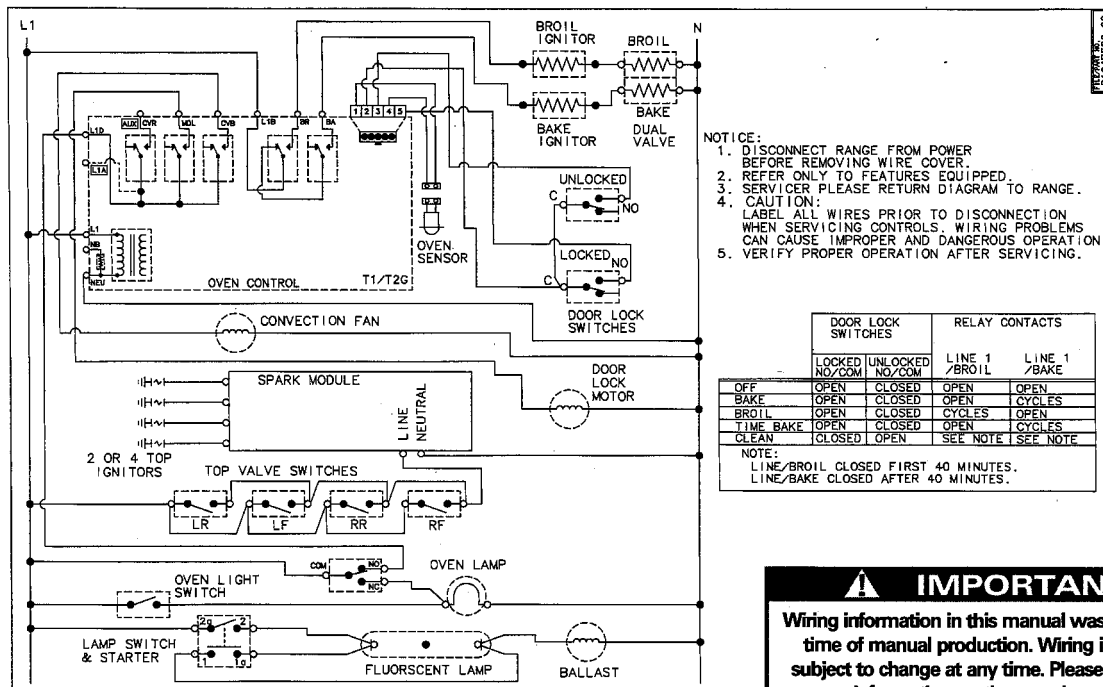 L1
BROIL
IGNITOR
BROIL
N
BAKE
IGNITOR
BAKE
DUAL
VALVE
L1D
AUX
CVR
MDL
CVB
L1B
BR
BA
1 2 3 4 5
L1A
L1
NB
NEU
OVEN CONTROL
T1/T2G
OVEN
SENSOR
UNLOCKED
C
NO
LOCKED
NO
C
DOOR LOCK
SWITCHES
CONVECTION FAN
SPARK MODULE
LINE
NEUTRAL
DOOR
LOCK
MOTOR
2 OR 4 TOP
IGNITORS
TOP VALVE SWITCHES
LR
LF
RR
RF
COM
NO
NC
OVEN LAMP
OVEN LIGHT
SWITCH
LAMP SWITCH
& STARTER
2a
2
1
1a
FLUORSCENT LAMP
BALLAST
NOTICE:
1. DISCONNECT RANGE FROM POWER
BEFORE REMOVING WIRE COVER.
2. REFER ONLY TO FEATURES EQUIPPED.
3. SERVICER PLEASE RETURN DIAGRAM TO RANGE.
4. CAUTION:
LABEL ALL WIRES PRIOR TO DISCONNECTION
WHEN SERVICING CONTROLS. WIRING PROBLEMS
CAN CAUSE IMPROPER AND DANGEROUS OPERATION
5. VERIFY PROPER OPERATION AFTER SERVICING.
DOOR LOCK
SWITCHES
RELAY CONTACTS
LOCKED
NO/COM
UNLOCKED
NO/COM
LINE 1
/BROIL
LINE 1
/BAKE
OFF OPEN CLOSED OPEN OPEN
BAKE OPEN CLOSED OPEN CYCLES
BROIL OPEN CLOSED CYCLES OPEN
TIME BAKE OPEN CLOSED OPEN CYCLES
CLEAN CLOSED OPEN SEE NOTE SEE NOTE
NOTE:
LINE/BROIL CLOSED FIRST 40 MINUTES.
LINE/BAKE CLOSED AFTER 40 MINUTES.
IMPORTAN
Wiring information in this manual was
time of manual production. Wiring i
subject to change at any time. Please